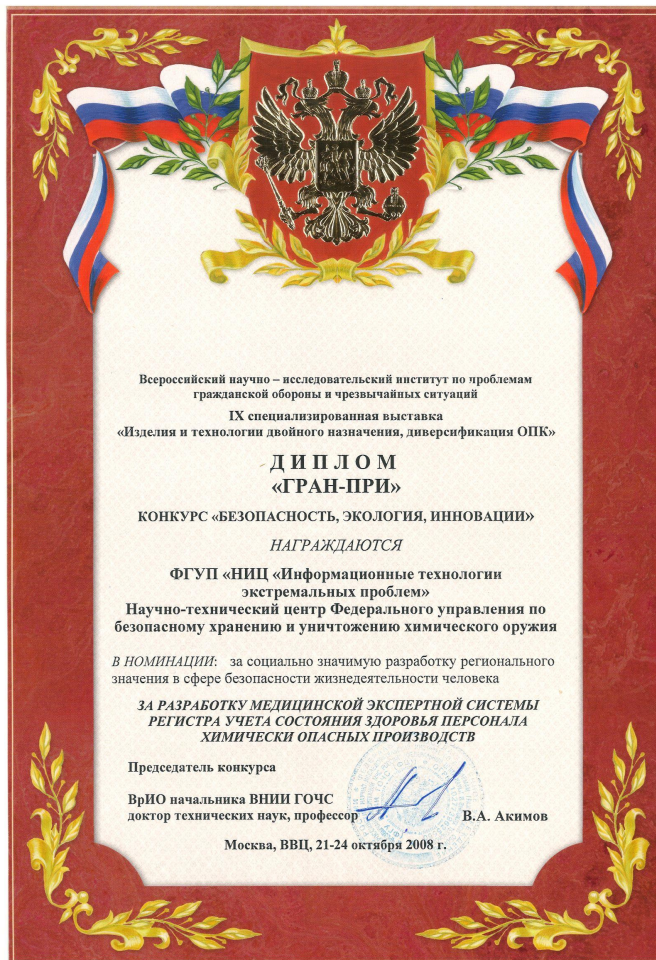 Всероссийский научно – исследовательский институт по проблемам
гражданской обороны и чрезвычайных ситуаций
IX специализированная выставка
«Изделия и технологии двойного назначения, диверсификация ОПК»
ДИПЛОМ
«ГРАН-ПРИ»
КОНКУРС «БЕЗОПАСНОСТЬ, ЭКОЛОГИЯ, ИННОВАЦИИ»
НАГРАЖДАЮТСЯ
ФГУП «НИЦ «Информационные технологии
экстремальных проблем»
Научно-технический центр Федерального управления по
безопасному хранению и уничтожению химического оружия
В НОМИНАЦИИ: за социально значимую разработку регионального
значения в сфере безопасности жизнедеятельности человека
ЗА РАЗРАБОТКУ МЕДИЦИНСКОЙ ЭКСПЕРТНОЙ СИСТЕМЫ
РЕГИСТРА УЧЕТА СОСТОЯНИЯ ЗДОРОВЬЯ ПЕРСОНАЛА
ХИМИЧЕСКИ ОПАСНЫХ ПРОИЗВОДСТВ
Председатель конкурса
ВрИО начальника ВНИИ ГОЧС
доктор технических наук, профессор В.А. Акимов
Москва, ВВЦ, 21-24 октября 2008 г.